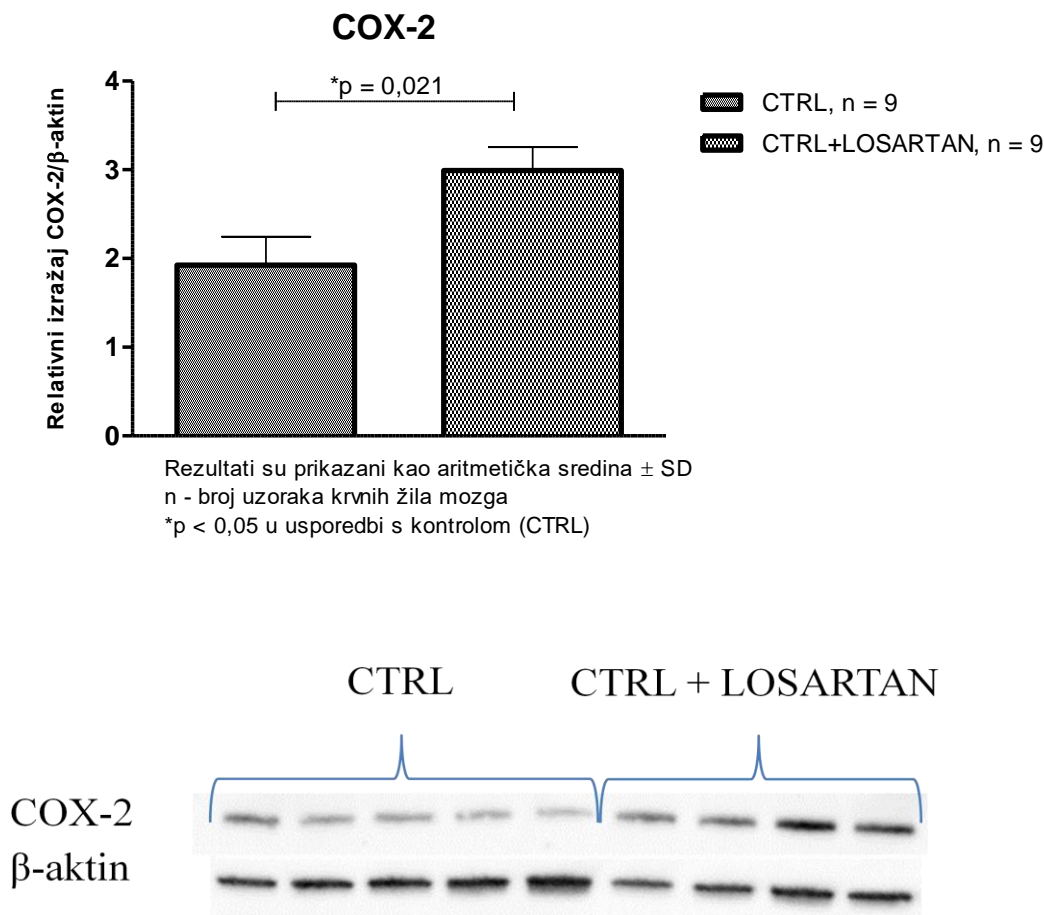 COX-2
*p = 0,021
4
3
2
1
0
Relativni izražaj COX-2/β-aktin
CTRL, n = 9
CTRL+LOSARTAN, n = 9
Rezultati su prikazani kao aritmetička sredina ± SD
n - broj uzoraka krvnih žila mozga
*p < 0,05 u usporedbi s kontrolom (CTRL)
CTRL
CTRL + LOSARTAN
COX-2
β-aktin